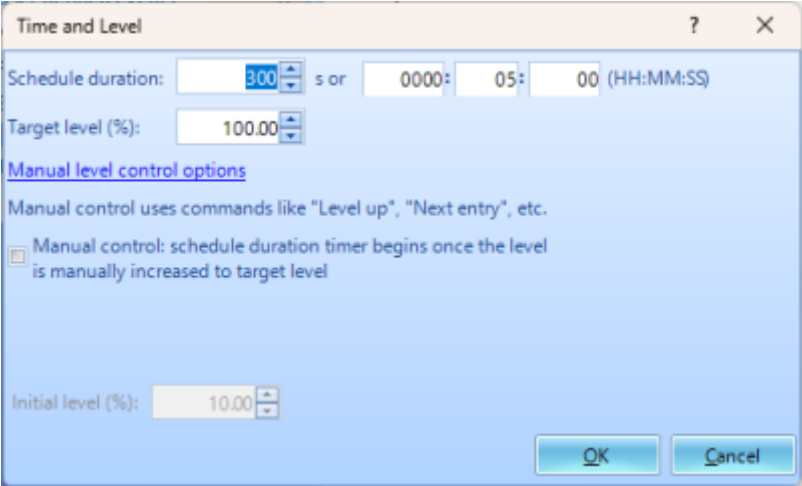 Time and Level ?
Schedule duration: 300 s or 0000: 05: 00 (HH:MM:SS)
Target level (%): 100.00
Manual level control options
Manual control uses commands like "Level up", "Next entry", etc.
Manual control: schedule duration timer begins once the level
is manually increased to target level
Initial level (%): 10.00
OK Cancel